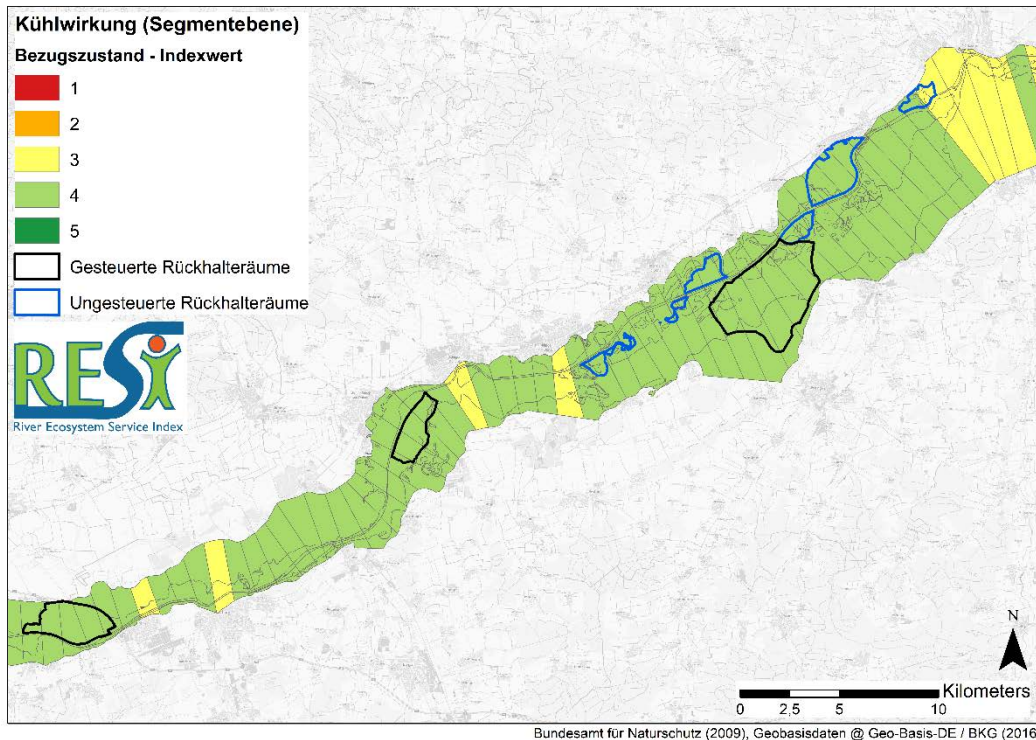 Kühlwirkung (Segmentebene)
Bezugszustand - Indexwert
1
2
3
4
5
Gesteuerte Rückhalteräume
Ungesteuerte Rückhalteräume
RESI
River Ecosystem Service Index
N
Kilometers
0 2,5 5 10
Bundesamt für Naturschutz (2009), Geobasisdaten @ Geo-Basis-DE / BKG (2016